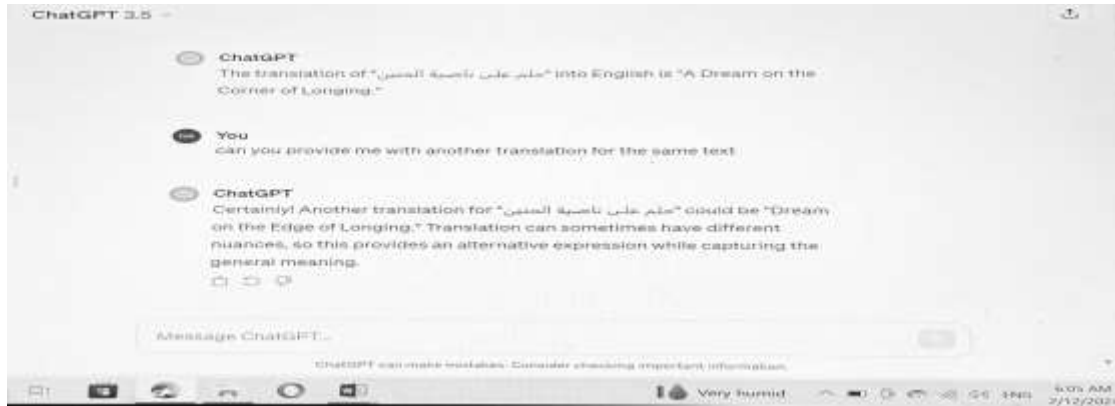 ChatGPT 3.5
ChatGPT
The translation of "حلم على ناصية الحنين" into English is "A Dream on the
Corner of Longing."
You
can you provide me with another translation for the same text
ChatGPT
Certainly! Another translation for "حلم على ناصية الحنين" could be "Dream
on the Edge of Longing." Translation can sometimes have different
nuances, so this provides an alternative expression while capturing the
general meaning.
Message ChatGPT...
ChatGPT can make mistakes. Consider checking important information.
Very humid
ENG
6:05 AM